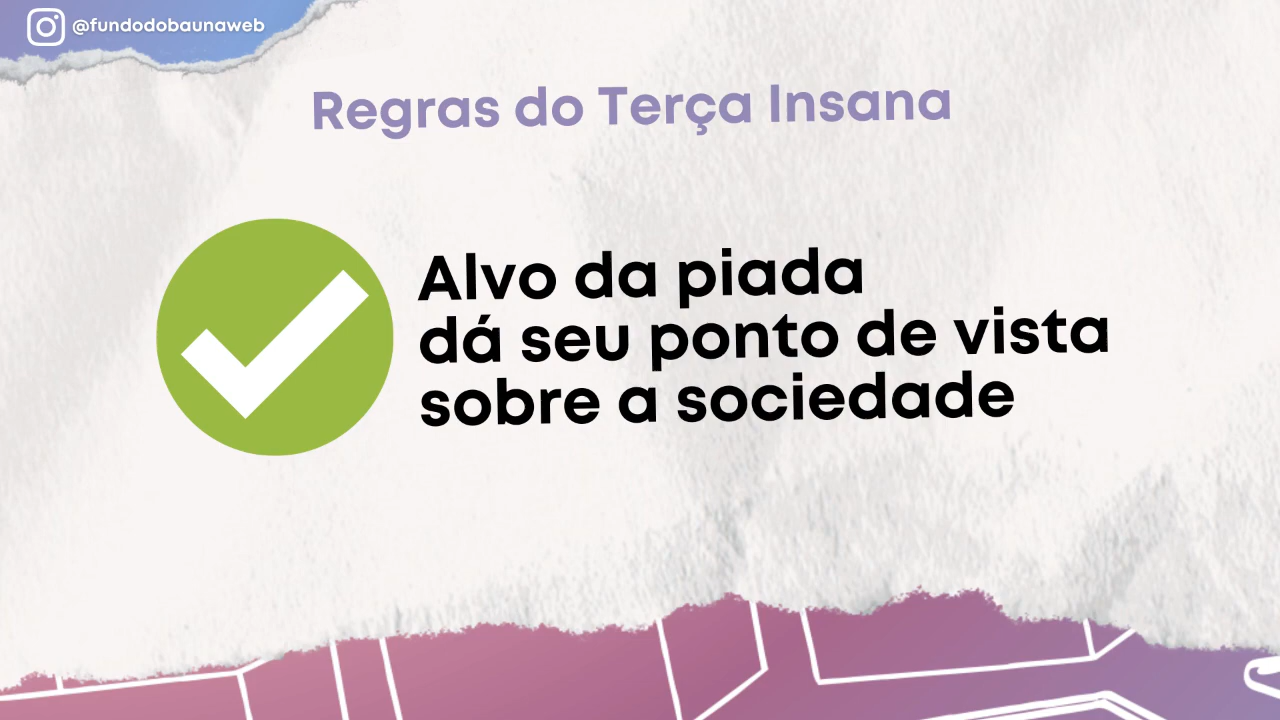 @fundodobaunaweb
Regras do Terça Insana
Alvo da piada
dá seu ponto de vista
sobre a sociedade